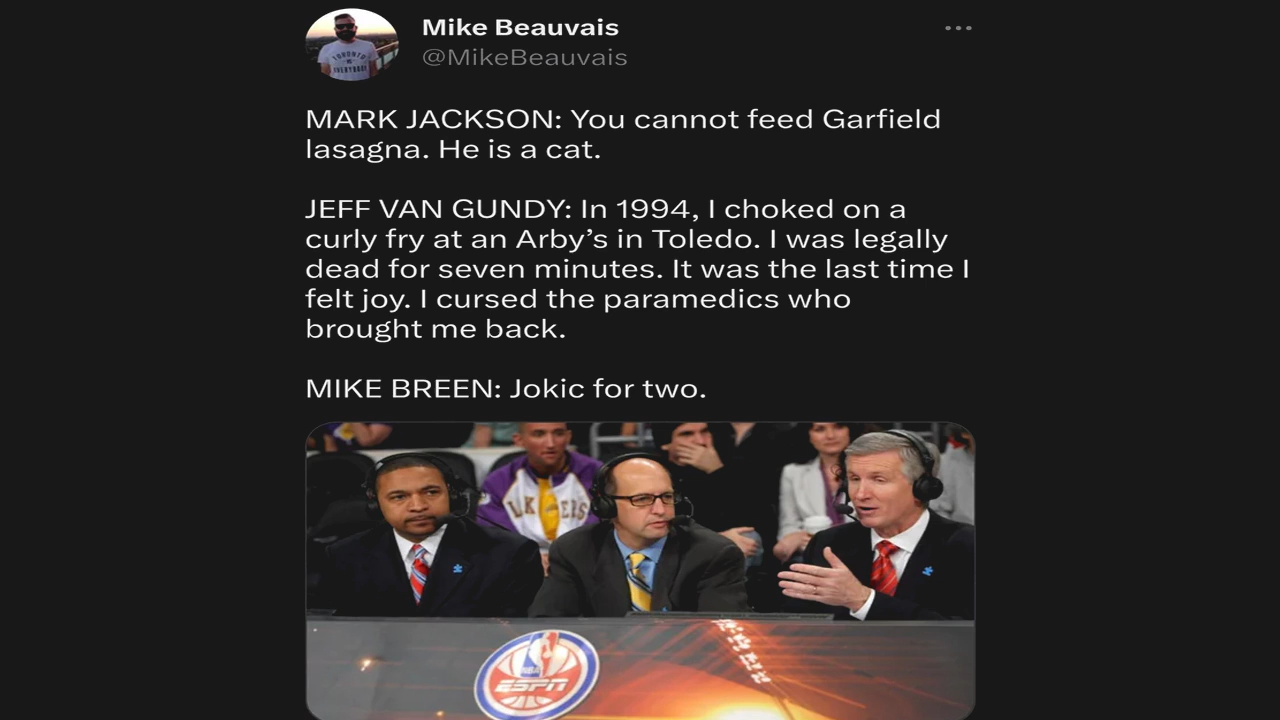 Mike Beauvais
@MikeBeauvais
MARK JACKSON: You cannot feed Garfield
lasagna. He is a cat.
JEFF VAN GUNDY: In 1994, I choked on a
curly fry at an Arby’s in Toledo. I was legally
dead for seven minutes. It was the last time I
felt joy. I cursed the paramedics who
brought me back.
MIKE BREEN: Jokic for two.
NBA
ESPN